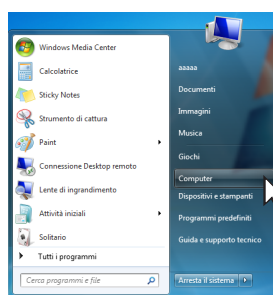 Windows Media Center
Calcolatrice
Sticky Notes
Strumento di cattura
Paint
Connessione Desktop remoto
Lente di ingrandimento
Attività iniziali
Solitario
Tutti i programmi
Cerca programmi e file
aaaaa
Documenti
Immagini
Musica
Giochi
Computer
Dispositivi e stampanti
Programmi predefiniti
Guida e supporto tecnico
Arresta il sistema